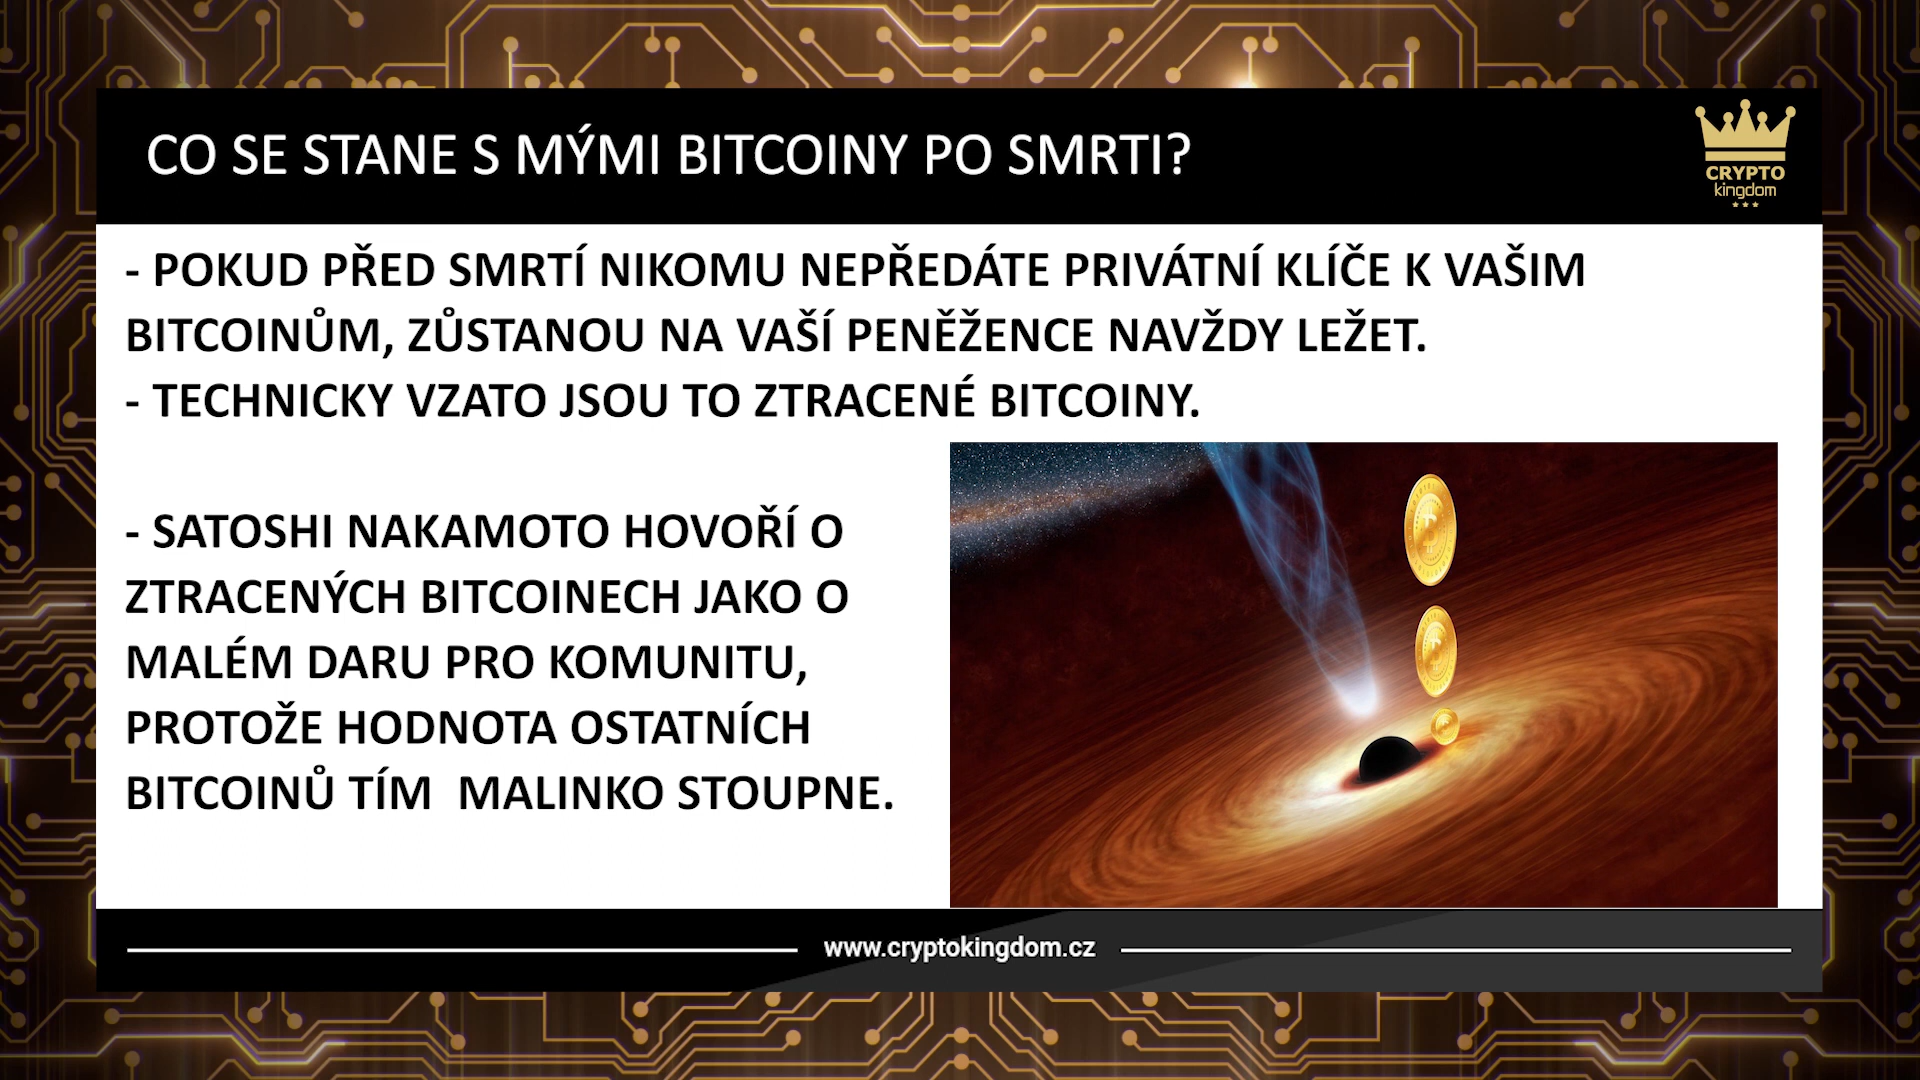 CO SE STANE S MÝMI BITCOINY PO SMRTI?
CRYPTO
kingdom
- POKUD PŘED SMRTÍ NIKOMU NEPŘEDÁTE PRIVÁTNÍ KLÍČE K VAŠIM
BITCOINŮM, ZŮSTANOU NA VAŠÍ PENĚŽENCE NAVŽDY LEŽET.
- TECHNICKY VZATO JSOU TO ZTRACENÉ BITCOINY.
- SATOSHI NAKAMOTO HOVOŘÍ O
ZTRACENÝCH BITCOINECH JAKO O
MALÉM DARU PRO KOMUNITU,
PROTOŽE HODNOTA OSTATNÍCH
BITCOINŮ TÍM  MALINKO STOUPNE.
www.cryptokingdom.cz